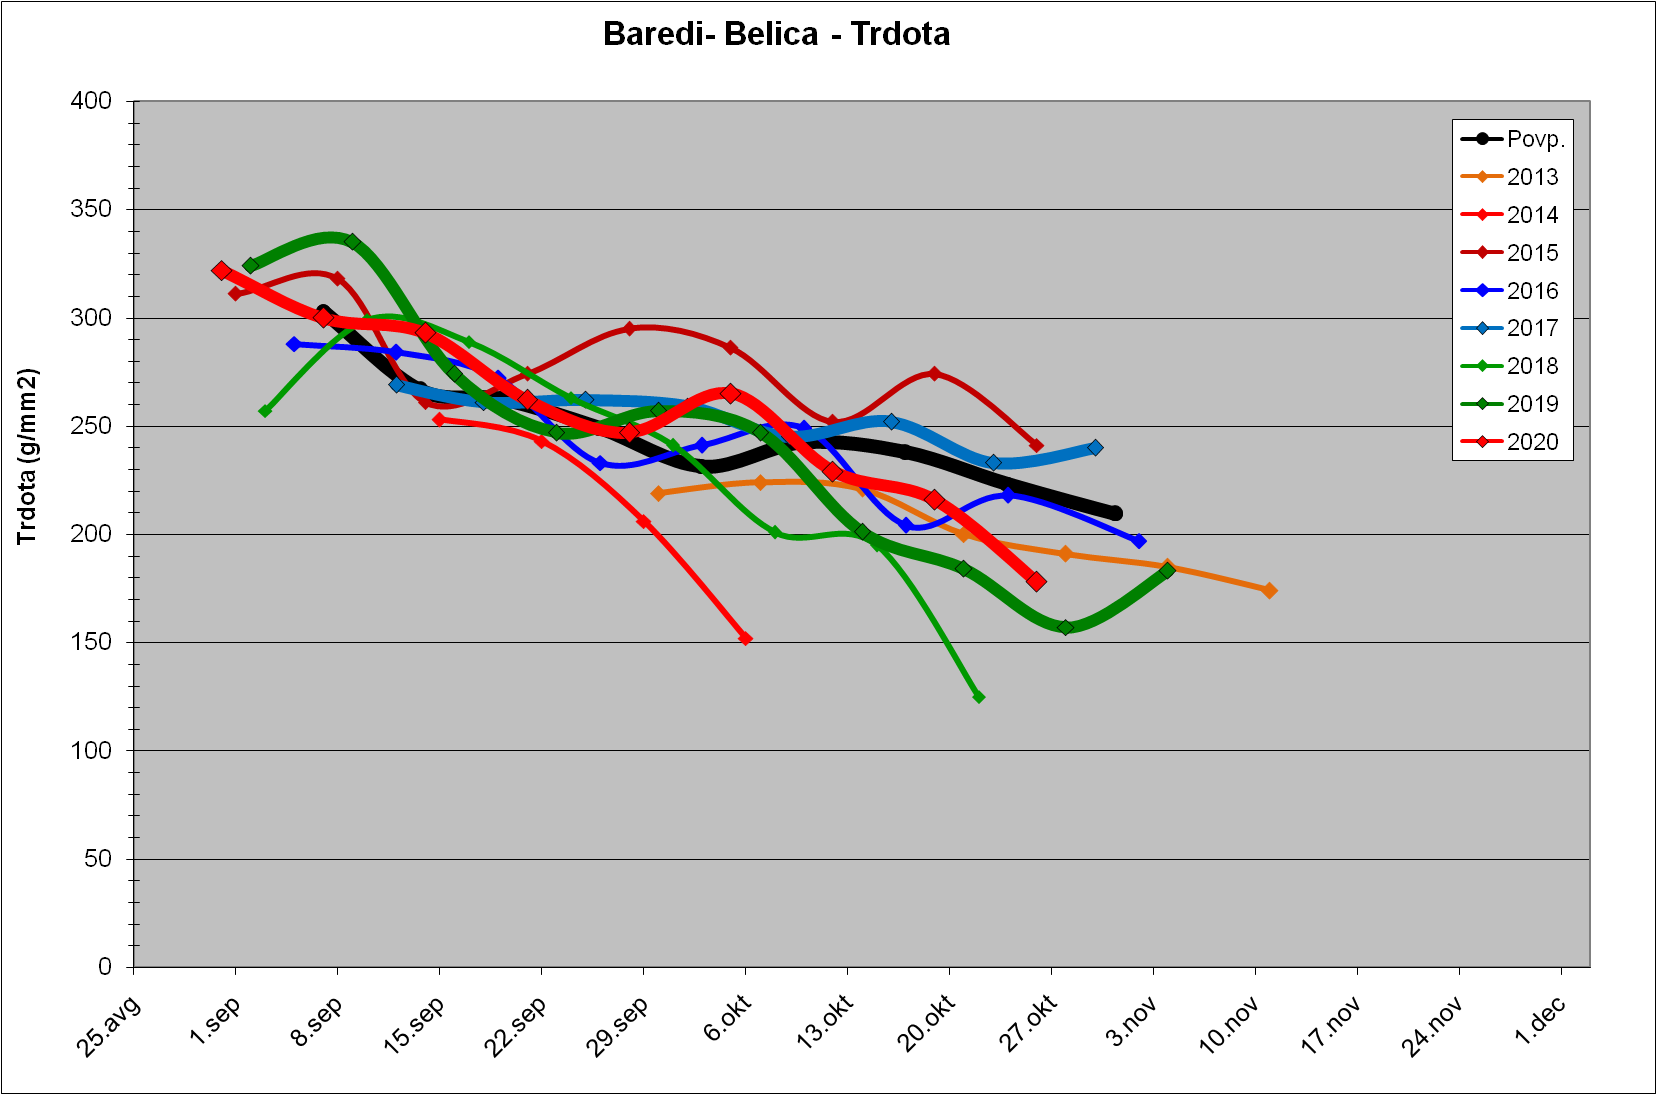 Baredi- Belica - Trdota
Trdota (g/mm2)
400
350
300
250
200
150
100
50
0
25.avg
1.sep
8.sep
15.sep
22.sep
29.sep
6.okt
13.okt
20.okt
27.okt
3.nov
10.nov
17.nov
24.nov
1.dec
Povp.
2013
2014
2015
2016
2017
2018
2019
2020